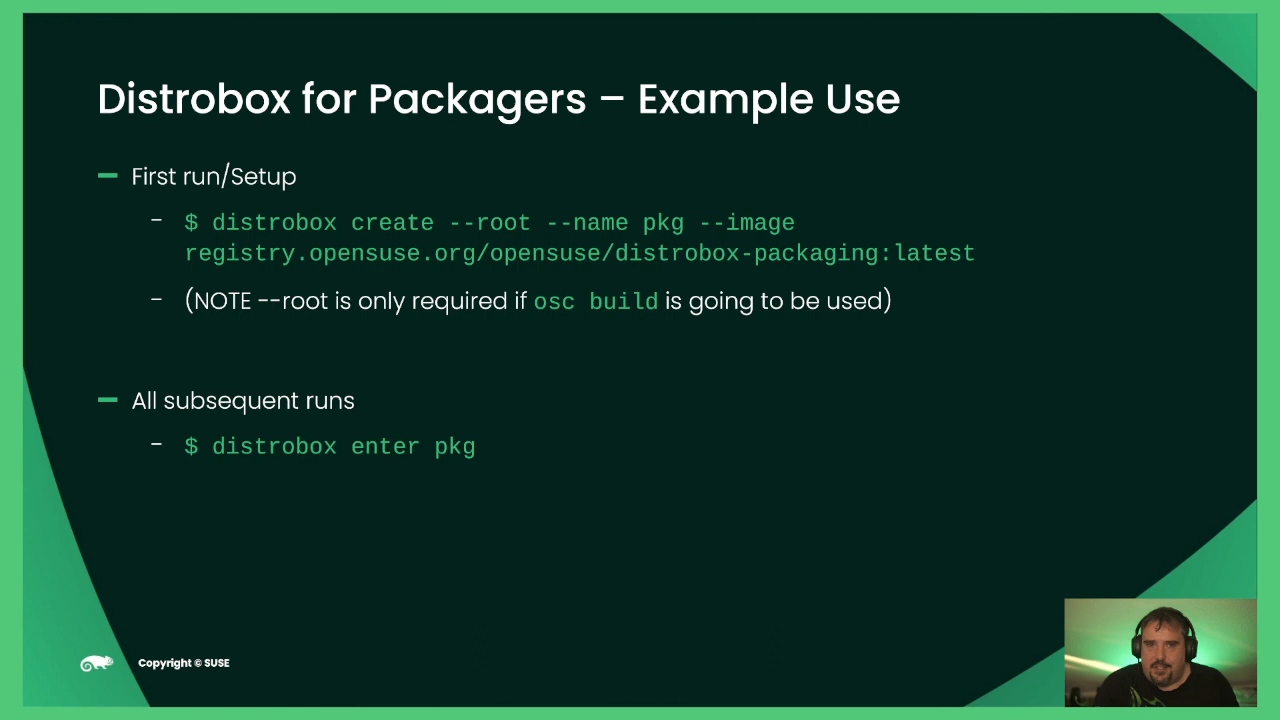 Distrobox for Packagers – Example Use
First run/Setup
$ distrobox create --root --name pkg --image
registry.opensuse.org/opensuse/distrobox-packaging:latest
(NOTE --root is only required if osc build is going to be used)
All subsequent runs
$ distrobox enter pkg
Copyright © SUSE